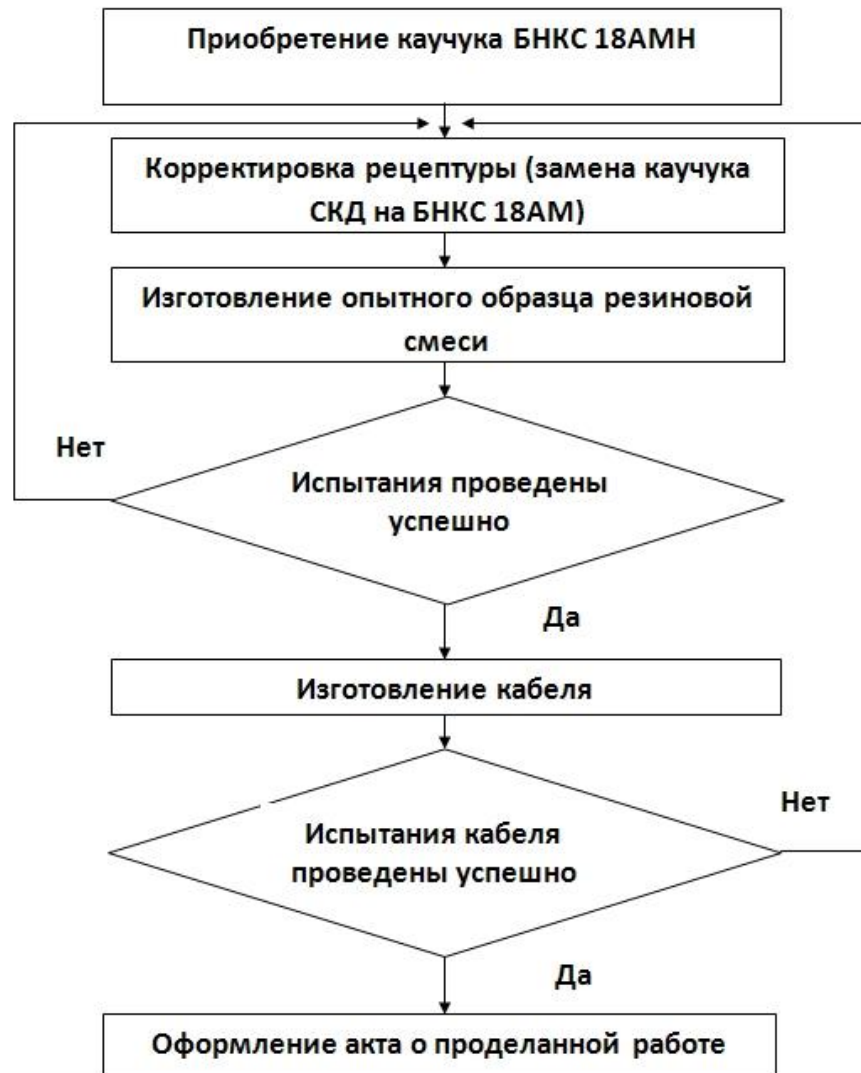 Приобретение каучука БНКС 18АМН
Корректировка рецептуры (замена каучука
СКД на БНКС 18АМ)
Изготовление опытного образца резиновой
смеси
Нет
Испытания проведены
успешно
Да
Изготовление кабеля
Нет
Испытания кабеля
проведены успешно
Да
Оформление акта о проделанной работе